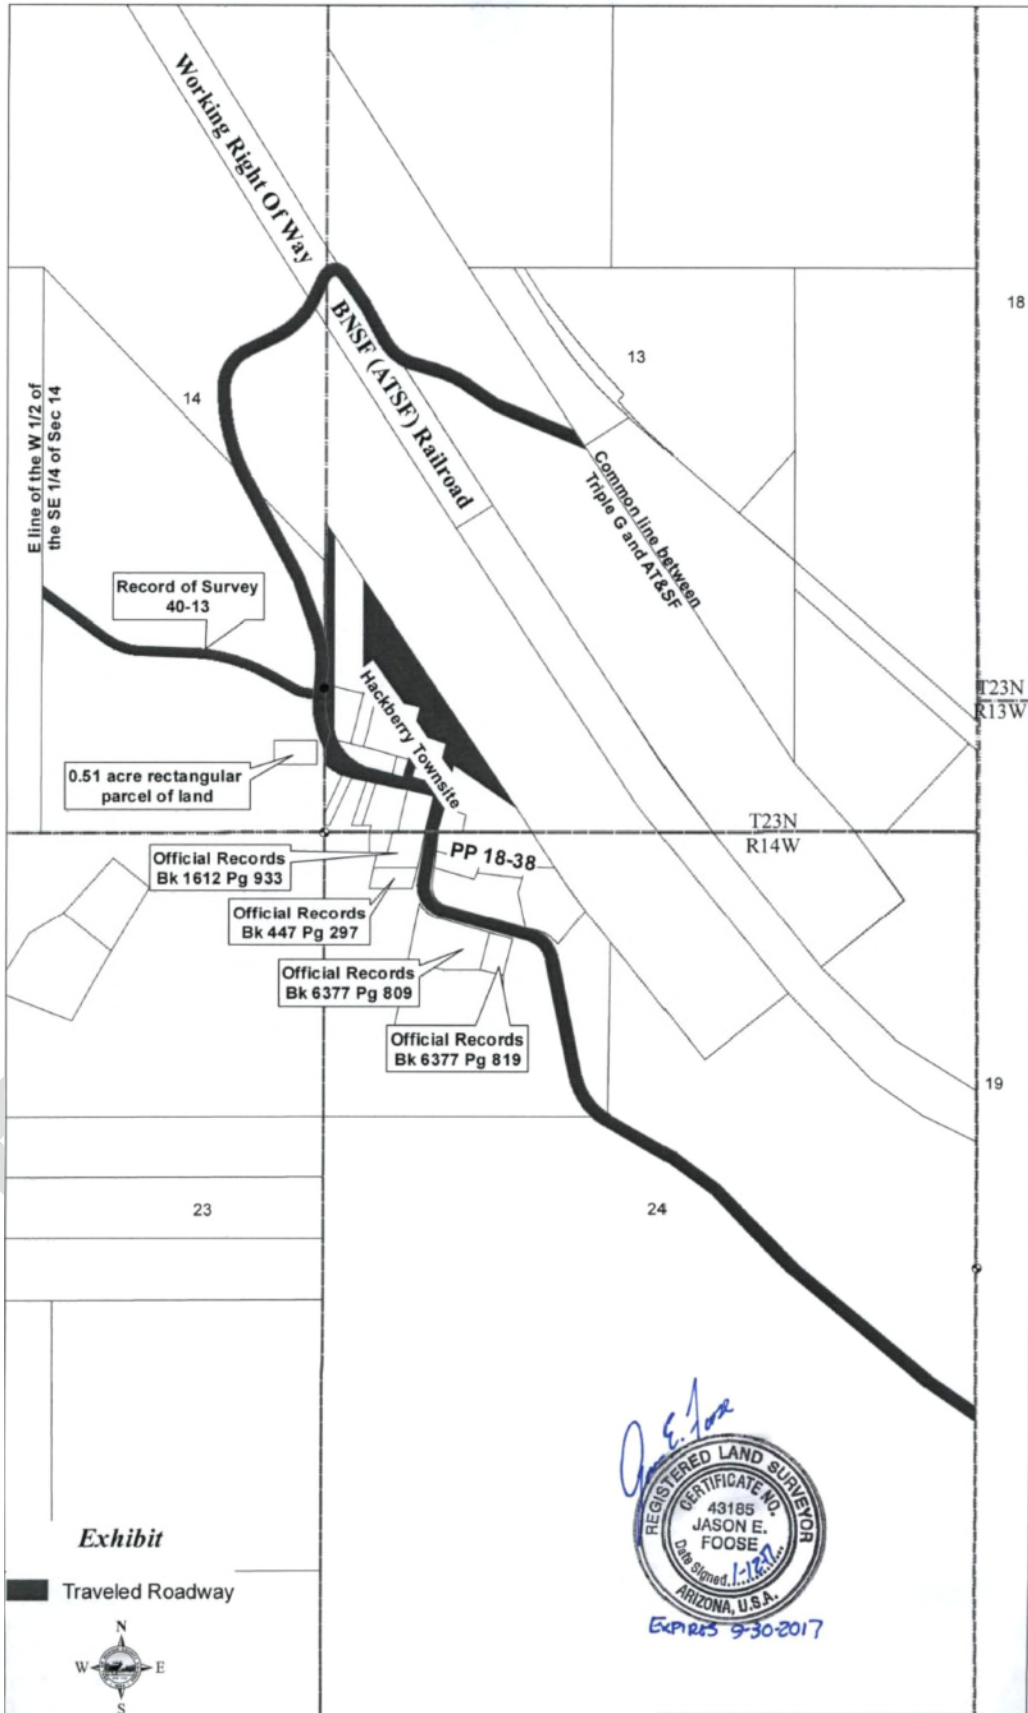 Working Right Of Way
BNSF (ATSF) Railroad
18
13
14
E line of the W 1/2 of
the SE 1/4 of Sec 14
Common line between
Triple G and AT&SF
Record of Survey
40-13
Hackberry Townsite
T23N
R13W
0.51 acre rectangular
parcel of land
T23N
R14W
PP 18-38
Official Records
Bk 1612 Pg 933
Official Records
Bk 447 Pg 297
Official Records
Bk 6377 Pg 809
Official Records
Bk 6377 Pg 819
19
23
24
REGISTERED LAND SURVEYOR
CERTIFICATE NO.
43185
JASON E.
FOOSE
Date Signed
ARIZONA, U.S.A.
EXPIRES 9-30-2017
Exhibit
Traveled Roadway
N
W
E
S